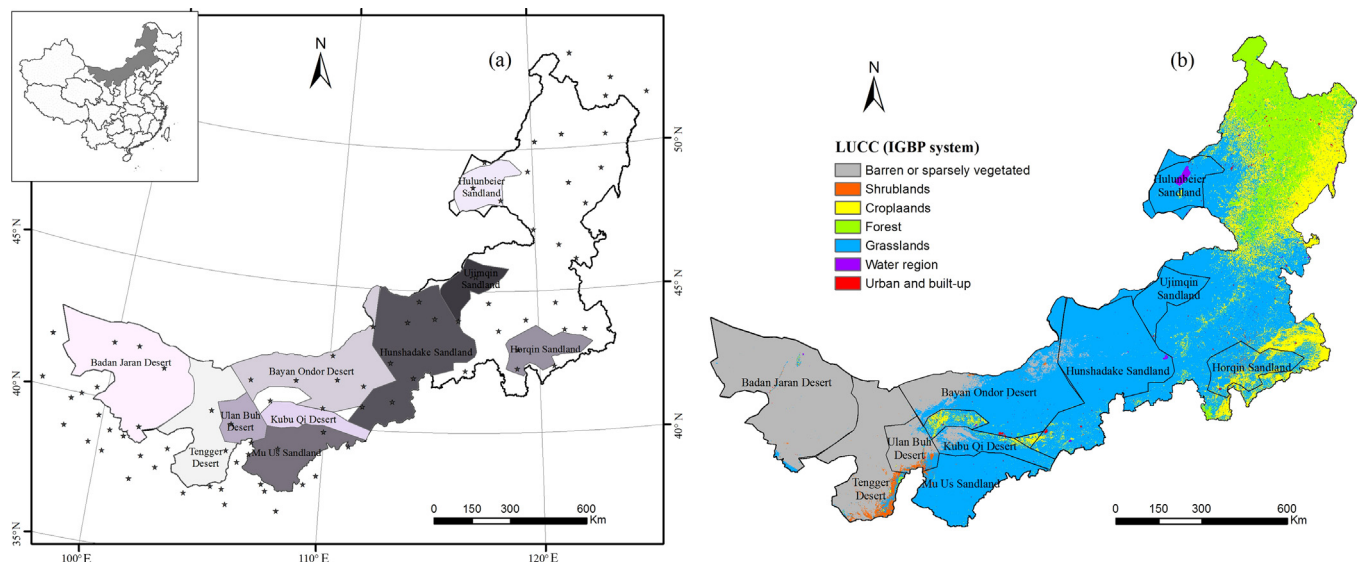 N
(a)
50° N
45° N
45° N
40° N
40° N
35° N
100° E
110° E
120° E
Hulunbeier
Sandland
Ujimqin
Sandland
Hunshadake Sandland
Horqin Sandland
Badan Jaran Desert
Bayan Ondor Desert
Ulan Buh
Desert
Kubu Qi Desert
Tengger
Desert
Mu Us Sandland
0 150 300 600
Km
N
(b)
LUCC (IGBP system)
Barren or sparsely vegetated
Shrublands
Croplaands
Forest
Grasslands
Water region
Urban and built-up
Hulunbeier
Sandland
Ujimqin
Sandland
Hunshadake Sandland
Horqin Sandland
Badan Jaran Desert
Bayan Ondor Desert
Ulan Buh
Desert
Kubu Qi Desert
Tengger
Desert
Mu Us Sandland
0 150 300 600
Km